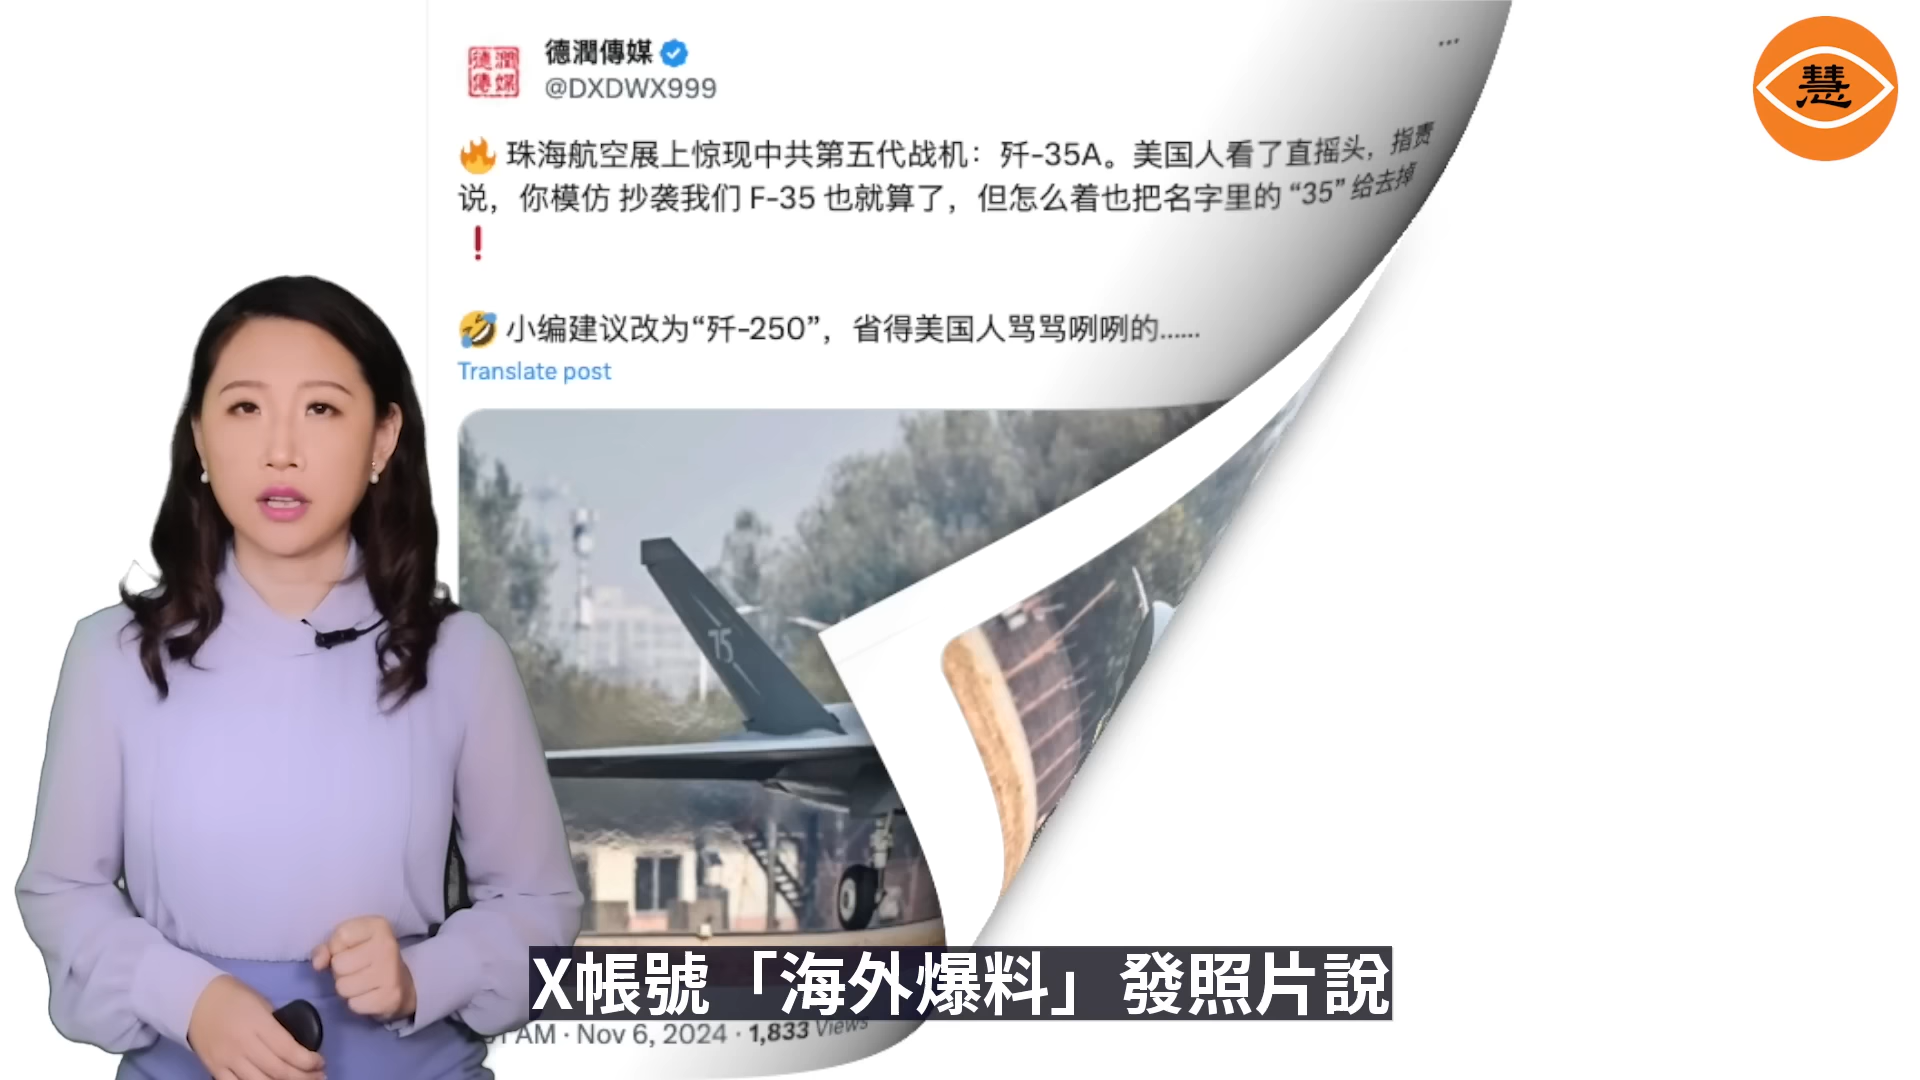 德潤傳媒
@DXDWX999
珠海航空展上惊现中共第五代战机：歼-35A。美国人看了直摇头，指责
说，你模仿 抄袭我们 F-35 也就算了，但怎么着也把名字里的 “35” 给去掉
❗
小编建议改为“歼-250”，省得美国人骂骂咧咧的......
Translate post
75
X帳號「海外爆料」發照片說
AM · Nov 6, 2024 · 1,833 Views
慧